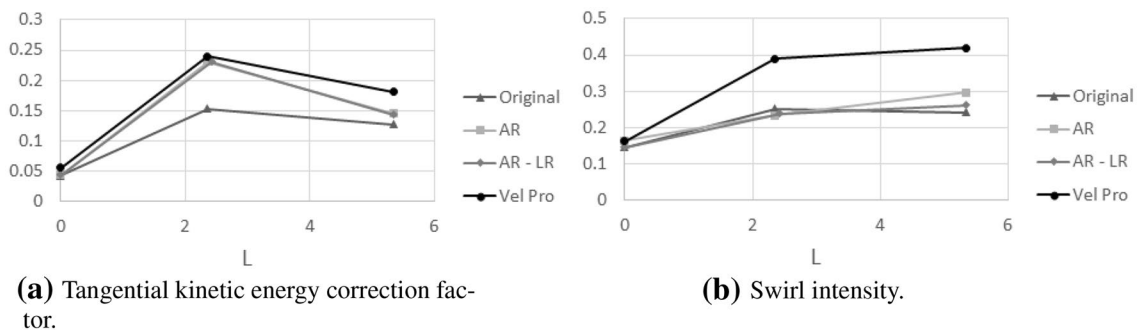 0.3
0.25
0.2
0.15
0.1
0.05
0
0
2
4
6
L
Original
AR
AR - LR
Vel Pro
(a) Tangential kinetic energy correction fac-
tor.
0.5
0.4
0.3
0.2
0.1
0
0
2
4
6
L
Original
AR
AR - LR
Vel Pro
(b) Swirl intensity.